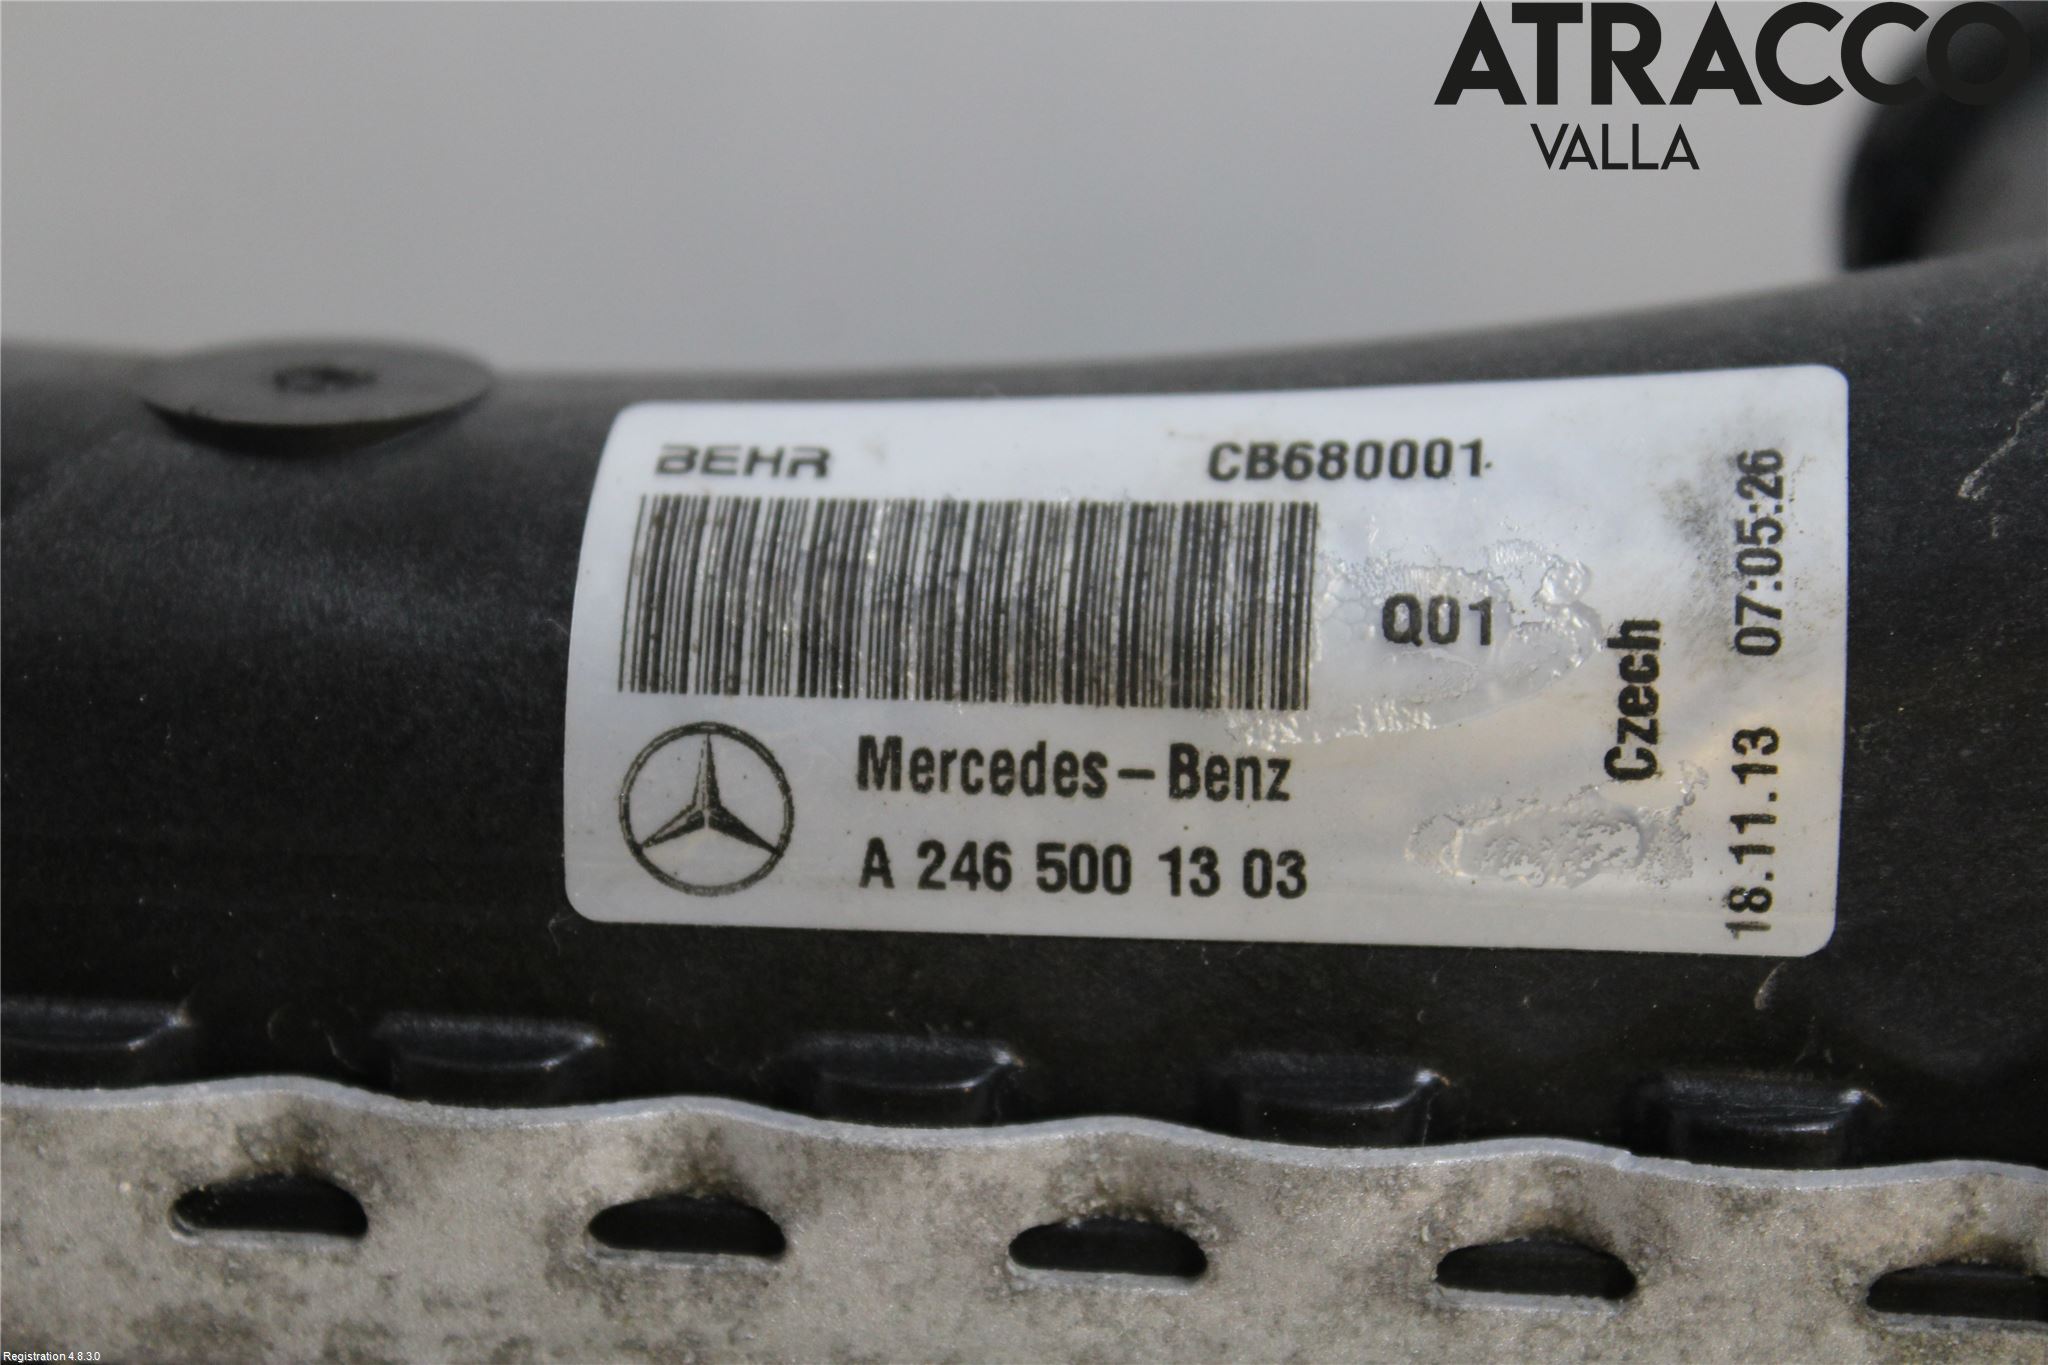 ATRACCO
VALLA
BEHR
CB680001
Q01
Czech
18.11.13 07:05:26
Mercedes-Benz
A 246 500 13 03
Registration 4.8.3.0